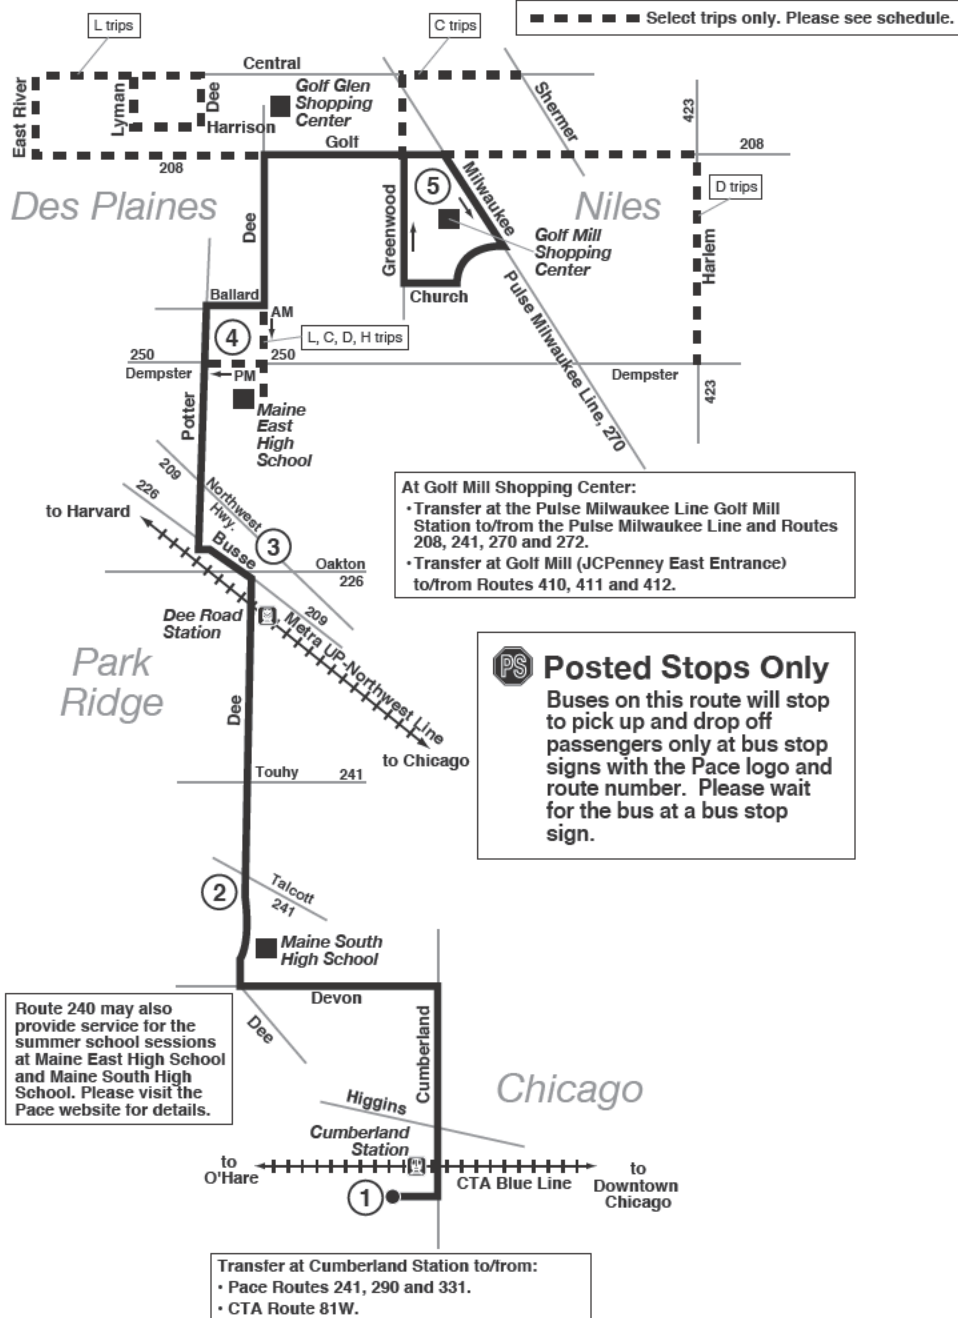 Select trips only. Please see schedule.
L trips
C trips
Central
East River
Lyman
Dee
Harrison
Golf Glen
Shopping
Center
Shermer
423
Golf
208
208
Des Plaines
Dee
Greenwood
5
Milwaukee
Niles
D trips
Golf Mill
Shopping
Center
Harlem
Ballard
Church
AM
4
L, C, D, H trips
Pulse Milwaukee Line, 270
250
Dempster
250
PM
Dempster
423
Potter
Maine
East
High
School
209
226
Northwest
Hwy.
to Harvard
Busse
3
Oakton
226
At Golf Mill Shopping Center:
• Transfer at the Pulse Milwaukee Line Golf Mill
Station to/from the Pulse Milwaukee Line and Routes
208, 241, 270 and 272.
• Transfer at Golf Mill (JCPenney East Entrance)
to/from Routes 410, 411 and 412.
Dee Road
Station
209
Metra UP-Northwest Line
Park
Ridge
Dee
to Chicago
PS Posted Stops Only
Buses on this route will stop
to pick up and drop off
passengers only at bus stop
signs with the Pace logo and
route number. Please wait
for the bus at a bus stop
sign.
Touhy
241
2
Talcott
241
Maine South
High School
Devon
Dee
Cumberland
Route 240 may also
provide service for the
summer school sessions
at Maine East High School
and Maine South High
School. Please visit the
Pace website for details.
Chicago
Higgins
Cumberland
Station
to
O'Hare
CTA Blue Line
to
Downtown
Chicago
1
Transfer at Cumberland Station to/from:
• Pace Routes 241, 290 and 331.
• CTA Route 81W.